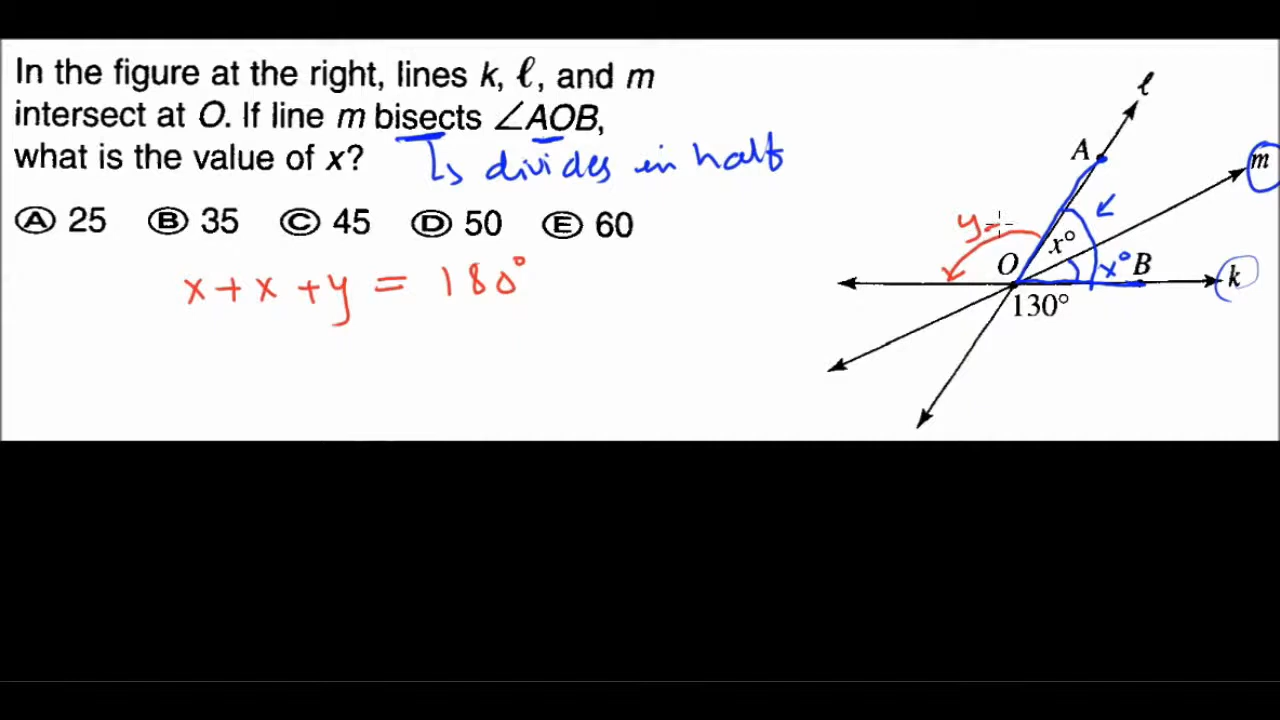 In the figure at the right, lines k, ℓ, and m
intersect at O. If line m bisects ∠AOB,
what is the value of x?
Is divides in half
Ⓐ 25 Ⓑ 35 Ⓒ 45 Ⓓ 50 Ⓔ 60
x + x + y = 180°
ℓ
A
m
y
x°
O
x°
B
k
130°